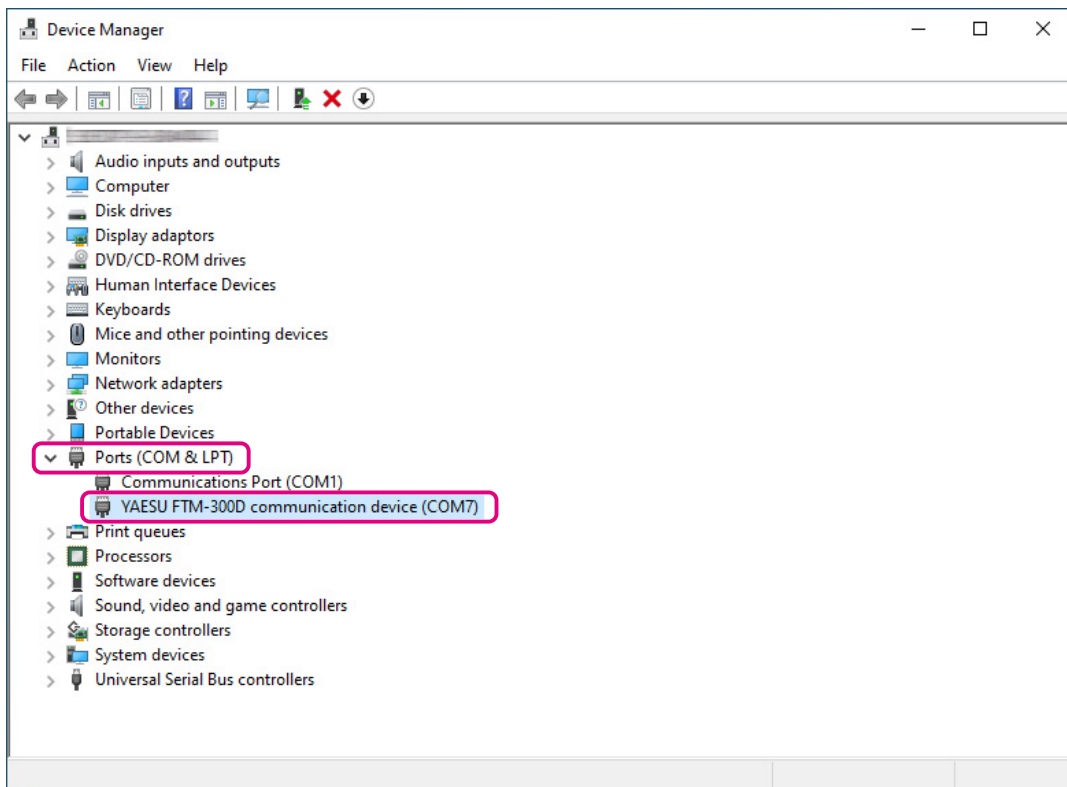 Device Manager
File Action View Help
Audio inputs and outputs
Computer
Disk drives
Display adaptors
DVD/CD-ROM drives
Human Interface Devices
Keyboards
Mice and other pointing devices
Monitors
Network adapters
Other devices
Portable Devices
Ports (COM & LPT)
Communications Port (COM1)
YAESU FTM-300D communication device (COM7)
Print queues
Processors
Software devices
Sound, video and game controllers
Storage controllers
System devices
Universal Serial Bus controllers